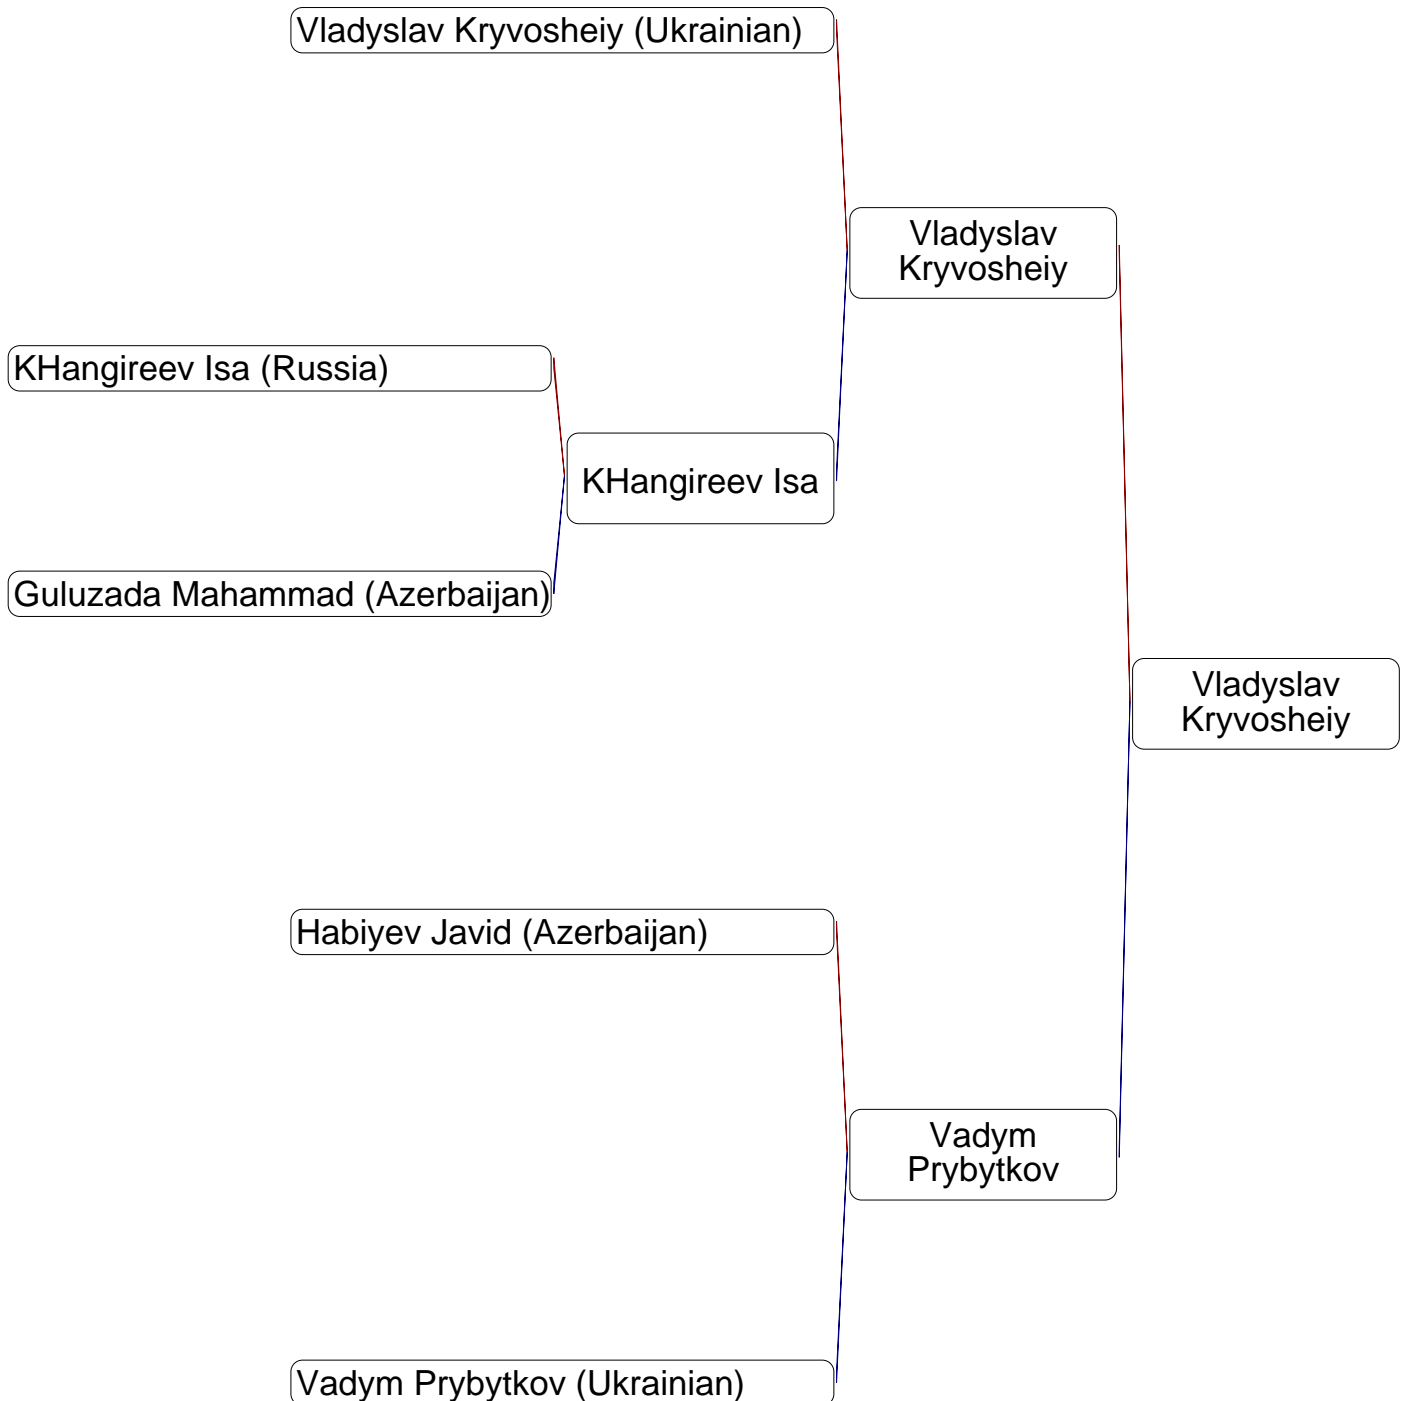 Vladyslav Kryvosheiy (Ukrainian)
Vladyslav
Kryvosheiy
KHangireev Isa (Russia)
KHangireev Isa
Guluzada Mahammad (Azerbaijan)
Vladyslav
Kryvosheiy
Habiyev Javid (Azerbaijan)
Vadym
Prybytkov
Vadym Prybytkov (Ukrainian)